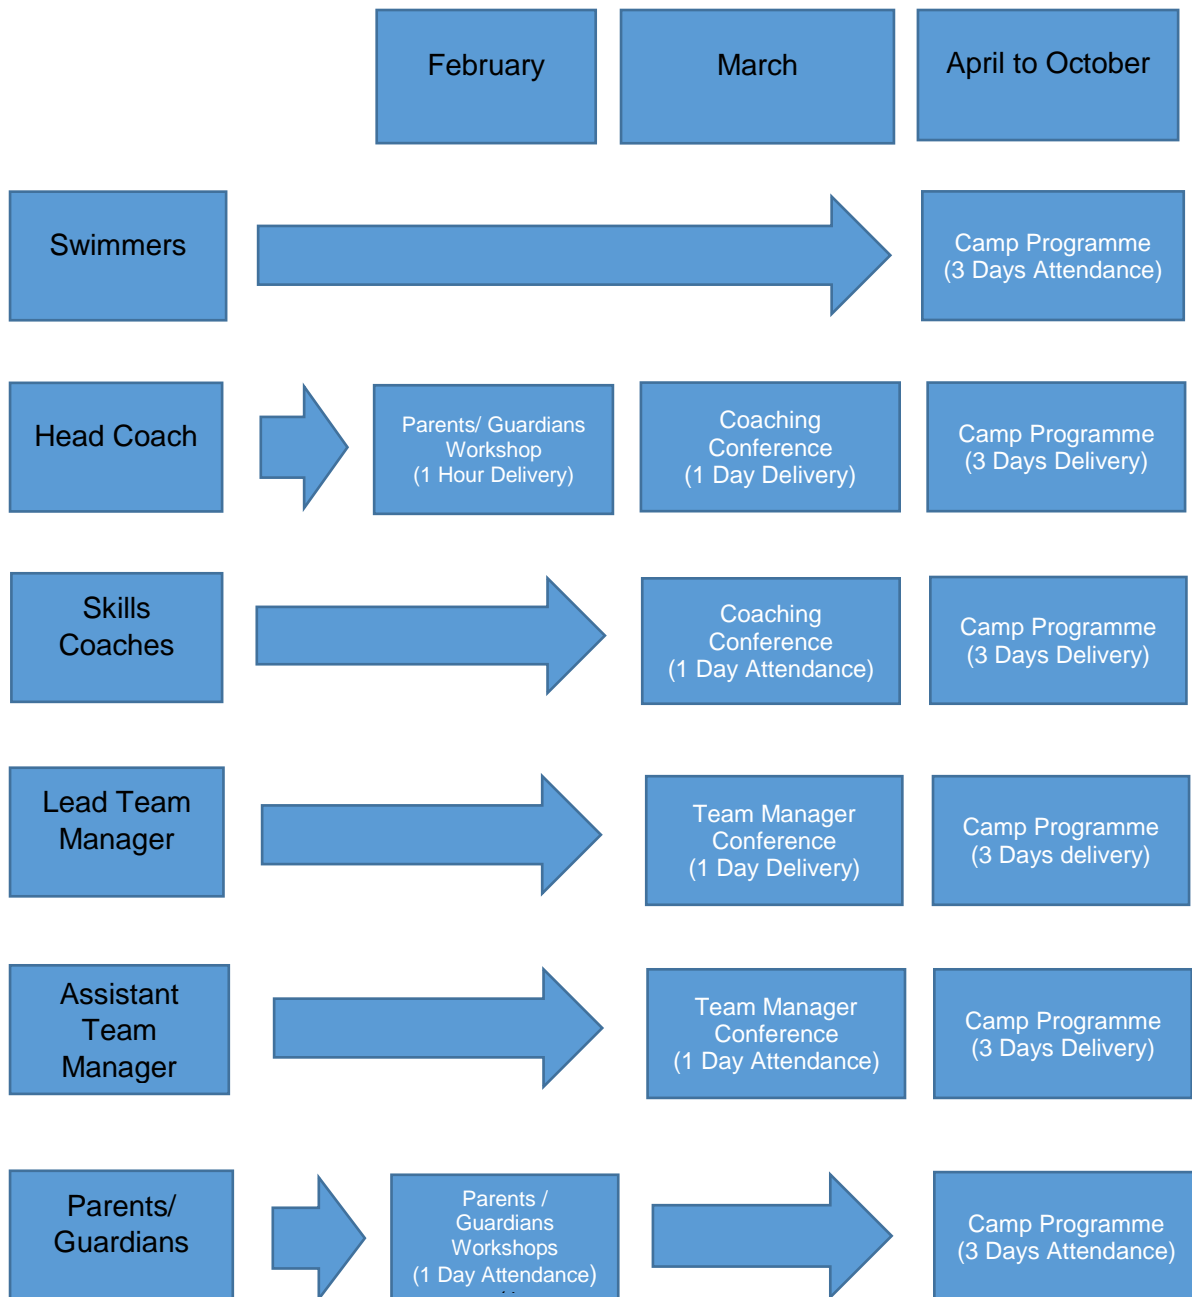 February
March
April to October
Swimmers
Camp Programme
(3 Days Attendance)
Head Coach
Parents/ Guardians
Workshop
(1 Hour Delivery)
Coaching
Conference
(1 Day Delivery)
Camp Programme
(3 Days Delivery)
Skills
Coaches
Coaching
Conference
(1 Day Attendance)
Camp Programme
(3 Days Delivery)
Lead Team
Manager
Team Manager
Conference
(1 Day Delivery)
Camp Programme
(3 Days delivery)
Assistant
Team
Manager
Team Manager
Conference
(1 Day Attendance)
Camp Programme
(3 Days Delivery)
Parents/
Guardians
Parents /
Guardians
Workshops
(1 Day Attendance)
Camp Programme
(3 Days Attendance)